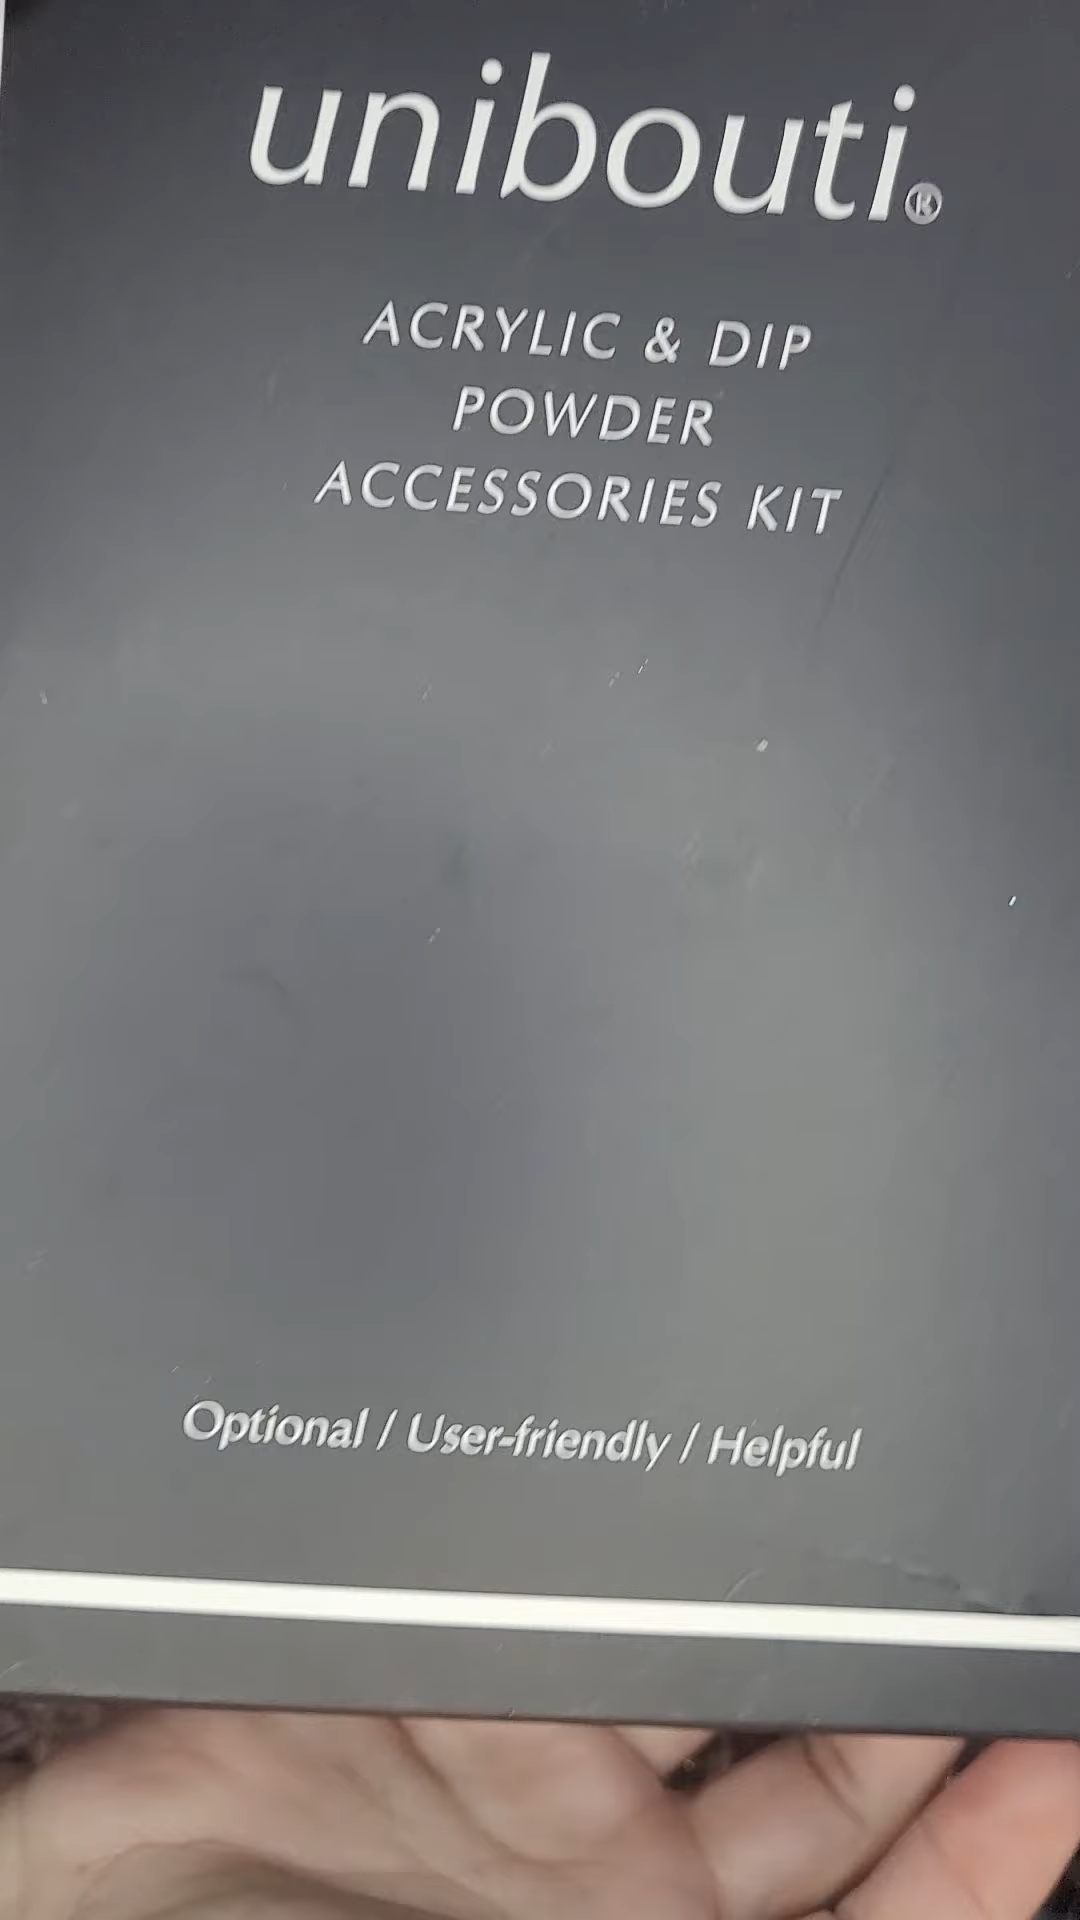 unibouti®
ACRYLIC & DIP
POWDER
ACCESSORIES KIT
Optional / User-friendly / Helpful